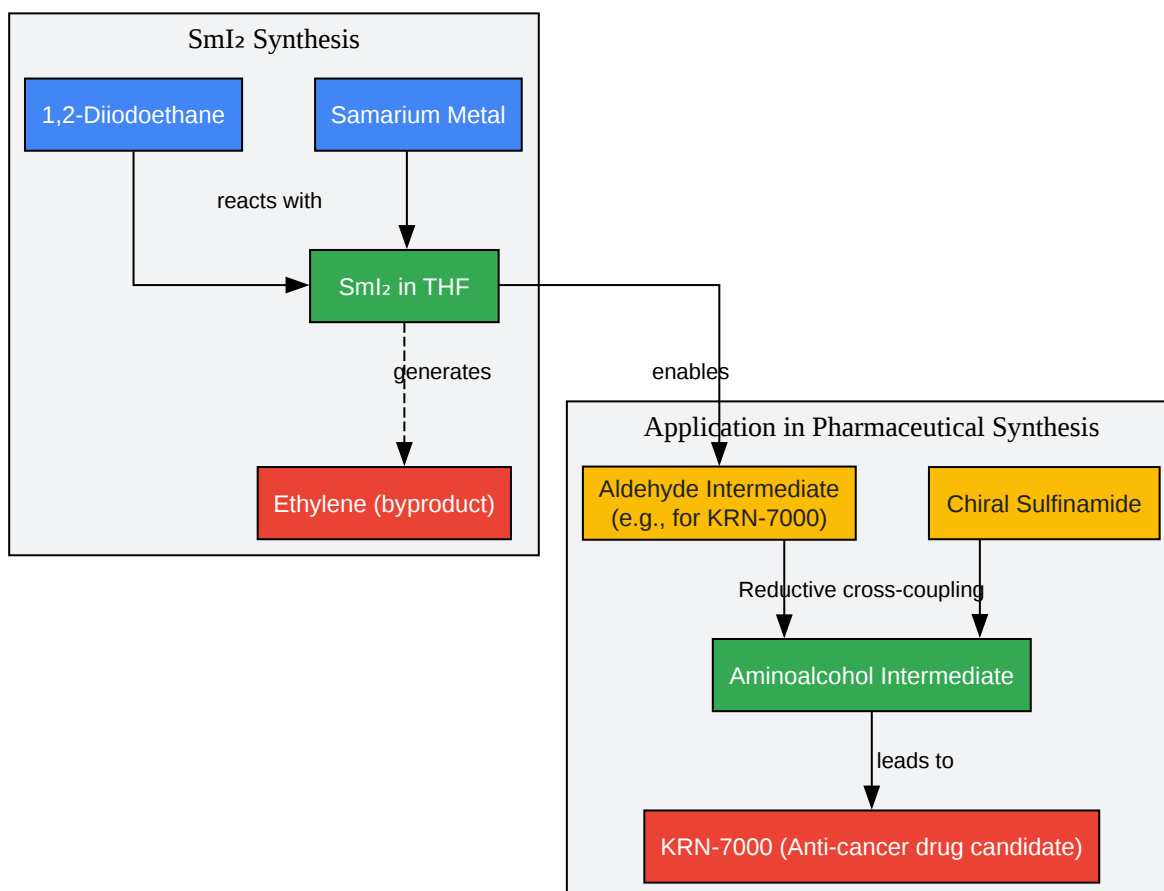 SmI₂ Synthesis
1,2-Diiodoethane
Samarium Metal
reacts with
SmI₂ in THF
generates
Ethylene (byproduct)
enables
Application in Pharmaceutical Synthesis
Aldehyde Intermediate
(e.g., for KRN-7000)
Chiral Sulfinamide
Reductive cross-coupling
Aminoalcohol Intermediate
leads to
KRN-7000 (Anti-cancer drug candidate)